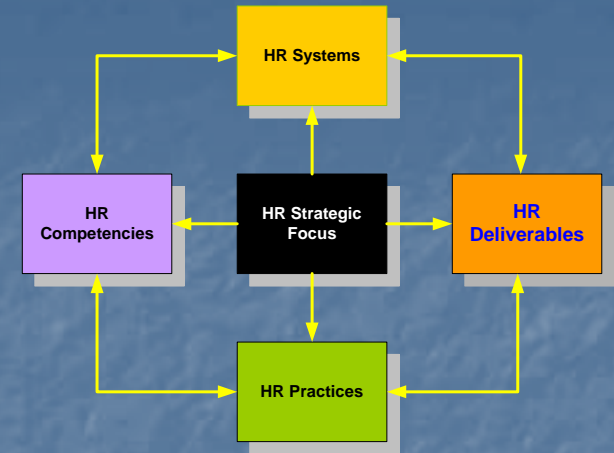 HR Systems
HR
Competencies
HR Strategic
Focus
HR
Deliverables
HR Practices